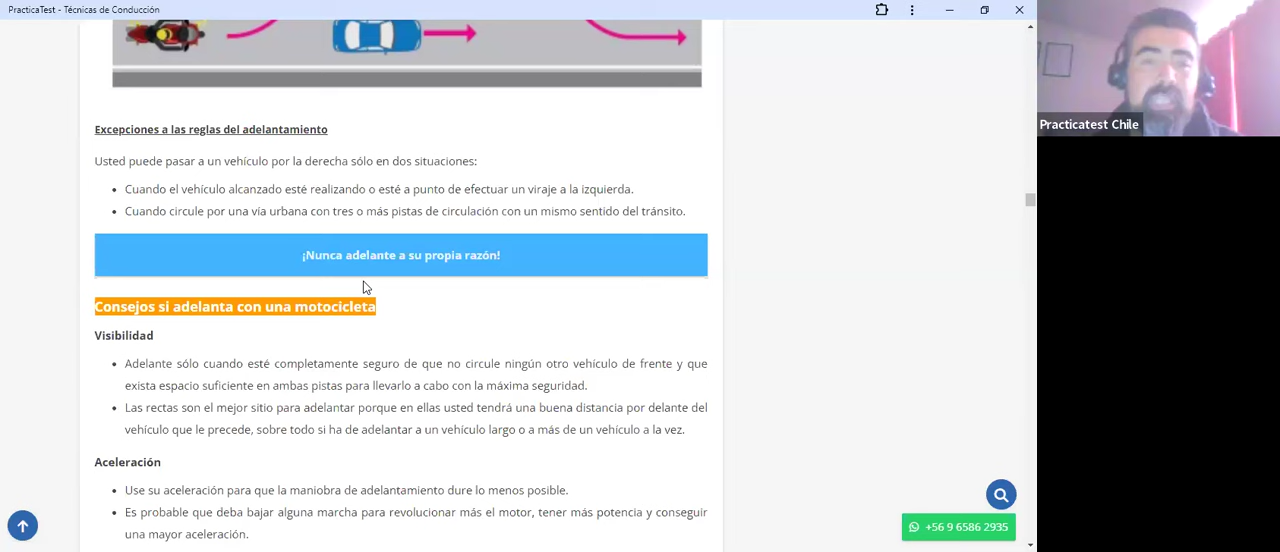 PracticaTest - Técnicas de Conducción
Practicatest Chile
Excepciones a las reglas del adelantamiento
Usted puede pasar a un vehículo por la derecha sólo en dos situaciones:
Cuando el vehículo alcanzado esté realizando o esté a punto de efectuar un viraje a la izquierda.
Cuando circule por una vía urbana con tres o más pistas de circulación con un mismo sentido del tránsito.
¡Nunca adelante a su propia razón!
Consejos si adelanta con una motocicleta
Visibilidad
Adelante sólo cuando esté completamente seguro de que no circule ningún otro vehículo de frente y que
exista espacio suficiente en ambas pistas para llevarlo a cabo con la máxima seguridad.
Las rectas son el mejor sitio para adelantar porque en ellas usted tendrá una buena distancia por delante del
vehículo que le precede, sobre todo si ha de adelantar a un vehículo largo o a más de un vehículo a la vez.
Aceleración
Use su aceleración para que la maniobra de adelantamiento dure lo menos posible.
Es probable que deba bajar alguna marcha para revolucionar más el motor, tener más potencia y conseguir
una mayor aceleración.
+56 9 6586 2935